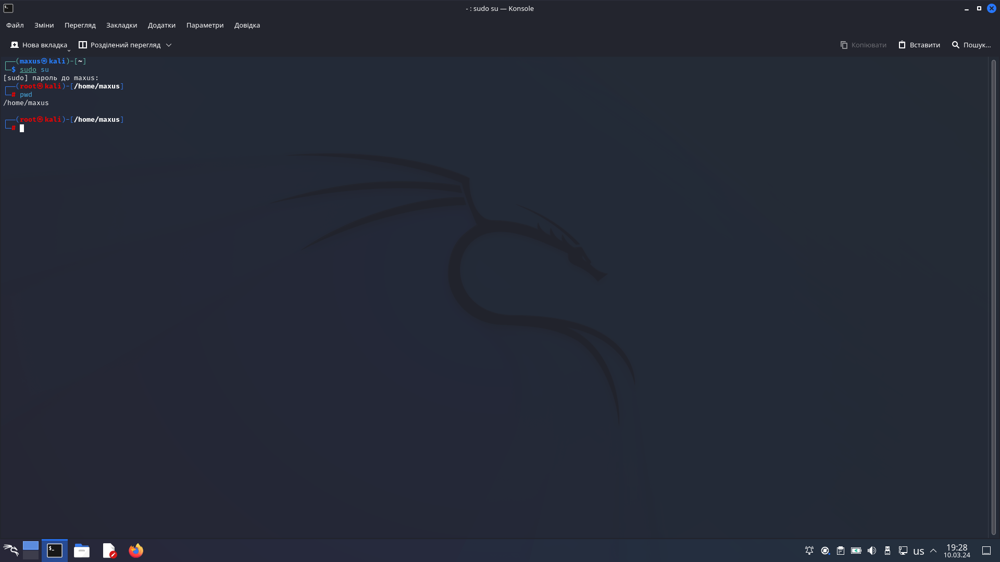 - : sudo su — Konsole
Файл Зміни Перегляд Закладки Додатки Параметри Довідка
Нова вкладка Розділений перегляд Копіювати Вставити Пошук...
┌──(maxus㉿kali)-[~]
└─$ sudo su
[sudo] пароль до maxus:
┌──(root㉿kali)-[/home/maxus]
└─# pwd
/home/maxus
┌──(root㉿kali)-[/home/maxus]
└─#
us 19:28
10.03.24